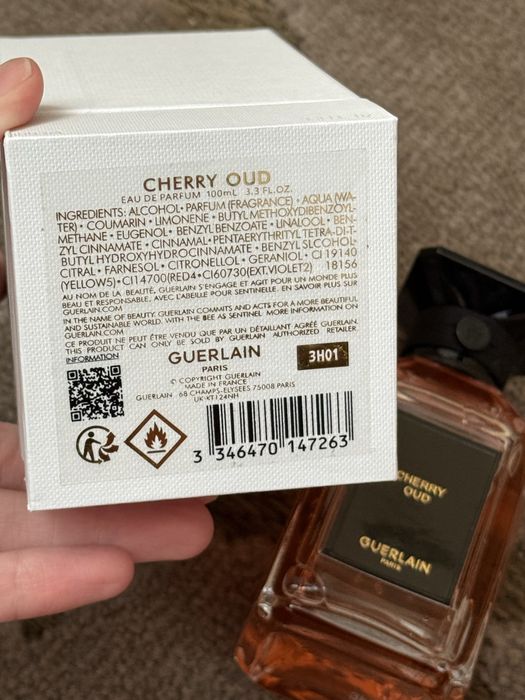 CHERRY OUD
EAU DE PARFUM 100mL 3.3 FL.OZ.
INGREDIENTS: ALCOHOL • PARFUM (FRAGRANCE) • AQUA (WA-
TER) • COUMARIN • LIMONENE • BUTYL METHOXYDIBENZOYL-
METHANE • EUGENOL • BENZYL BENZOATE • LINALOOL • BEN-
ZYL CINNAMATE • CINNAMAL • PENTAERYTHRITYL TETRA-DI-T-
BUTYL HYDROXYHYDROCINNAMATE • BENZYL SLCOHOL •
CITRAL • FARNESOL • CITRONELLOL • GERANIOL • CI 19140
(YELLOW5) • CI14700(RED4 • CI60730(EXT.VIOLET2) 18156
AU NOM DE LA BEAUTÉ, GUERLAIN S'ENGAGE ET AGIT POUR UN MONDE PLUS
BEAU ET RESPONSABLE, AVEC L'ABEILLE POUR SENTINELLE. EN SAVOIR PLUS SUR
GUERLAIN.COM
IN THE NAME OF BEAUTY, GUERLAIN COMMITS AND ACTS FOR A MORE BEAUTIFUL
AND SUSTAINABLE WORLD. WITH THE BEE AS SENTINEL. MORE INFORMATION ON
GUERLAIN.COM
CE PRODUIT NE PEUT ÊTRE VENDU QUE PAR UN DÉTAILLANT AGRÉÉ GUERLAIN.
THIS PRODUCT CAN ONLY BE SOLD BY GUERLAIN AUTHORIZED RETAILER.
INFORMATION
GUERLAIN
PARIS
3H01
© COPYRIGHT GUERLAIN
MADE IN FRANCE
GUERLAIN 68 CHAMPS-ELYSEES 75008 PARIS
UK-KT124NH
3 346470 147263
CHERRY
OUD
GUERLAIN
PARIS